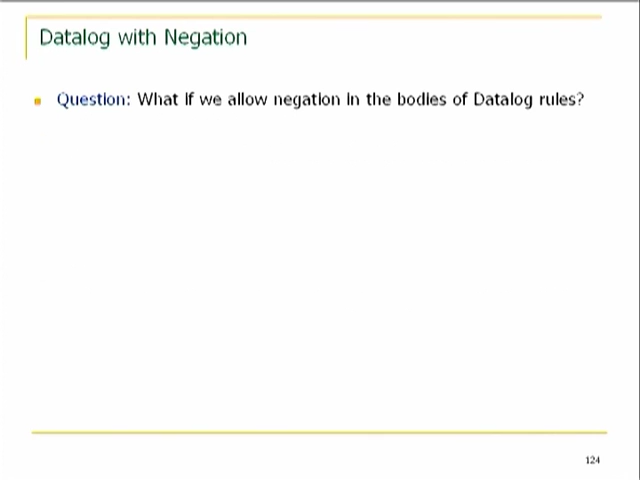 Datalog with Negation
Question: What if we allow negation in the bodies of Datalog rules?
124